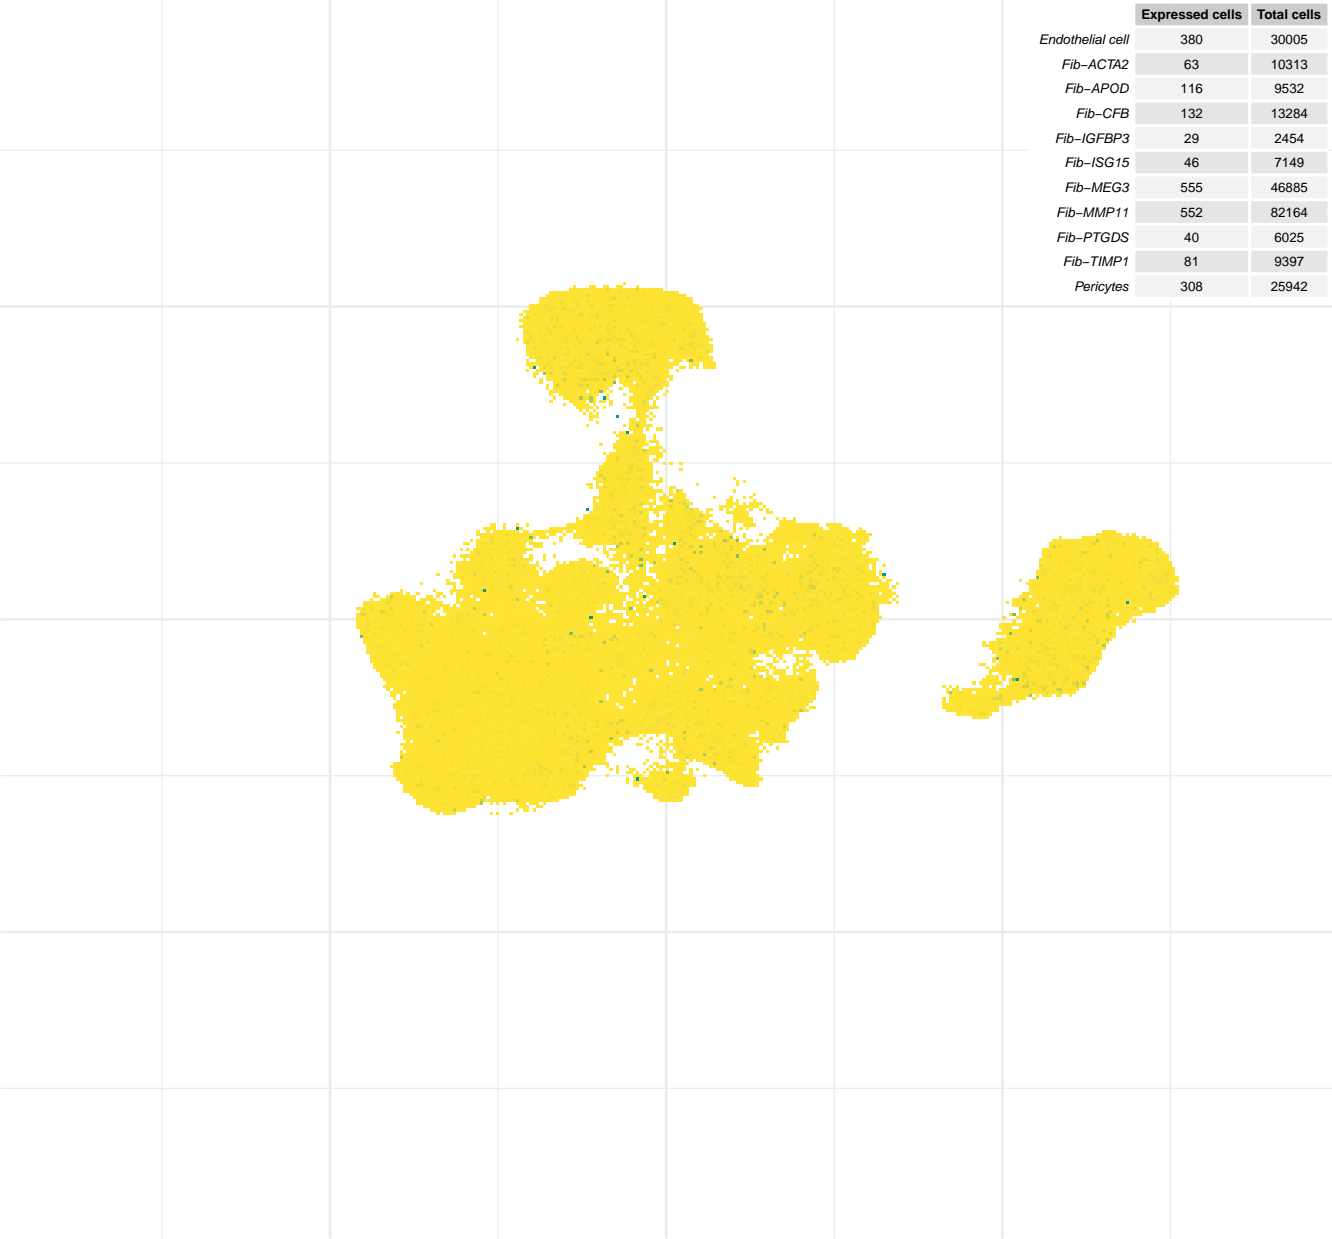 Expressed cells Total cells
Endothelial cell 380 30005
Fib−ACTA2 63 10313
Fib−APOD 116 9532
Fib−CFB 132 13284
Fib−IGFBP3 29 2454
Fib−ISG15 46 7149
Fib−MEG3 555 46885
Fib−MMP11 552 82164
Fib−PTGDS 40 6025
Fib−TIMP1 81 9397
Pericytes 308 25942